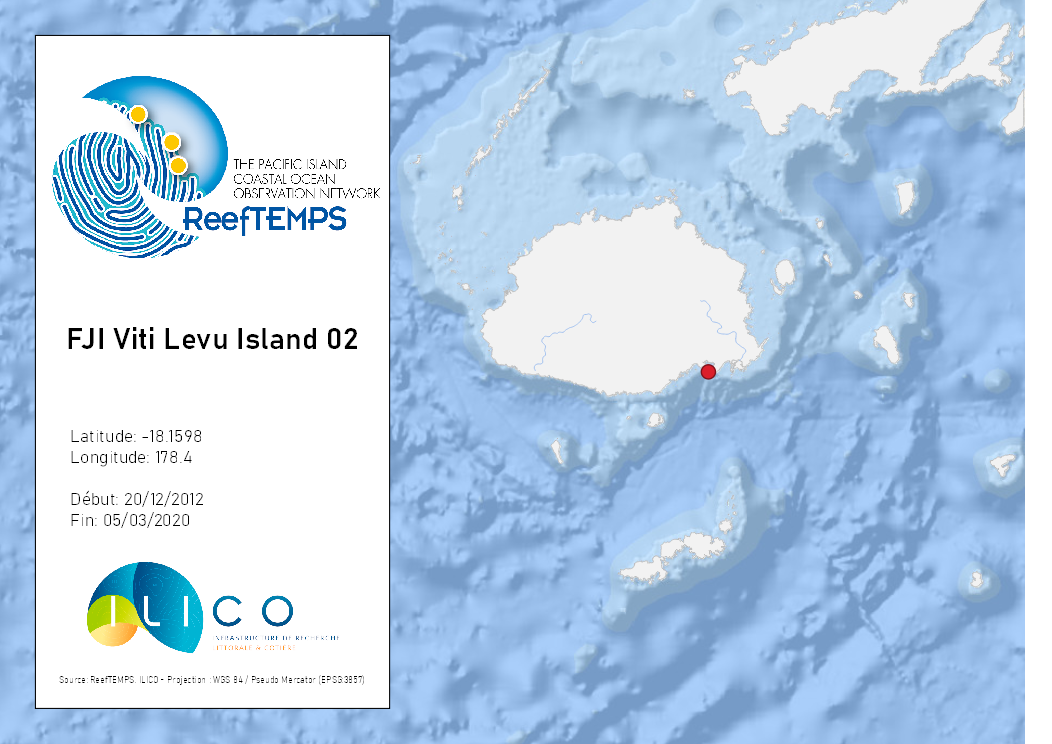 THE PACIFIC ISLAND
COASTAL OCEAN
OBSERVATION NETWORK
ReefTEMPS
FJI Viti Levu Island 02
Latitude: -18.1598
Longitude: 178.4
Début: 20/12/2012
Fin: 05/03/2020
ILICO
INFRASTRUCTURE DE RECHERCHE
LITTORALE & CÔTIÈRE
Source: ReefTEMPS, ILICO - Projection : WGS 84 / Pseudo Mercator (EPSG:3857)